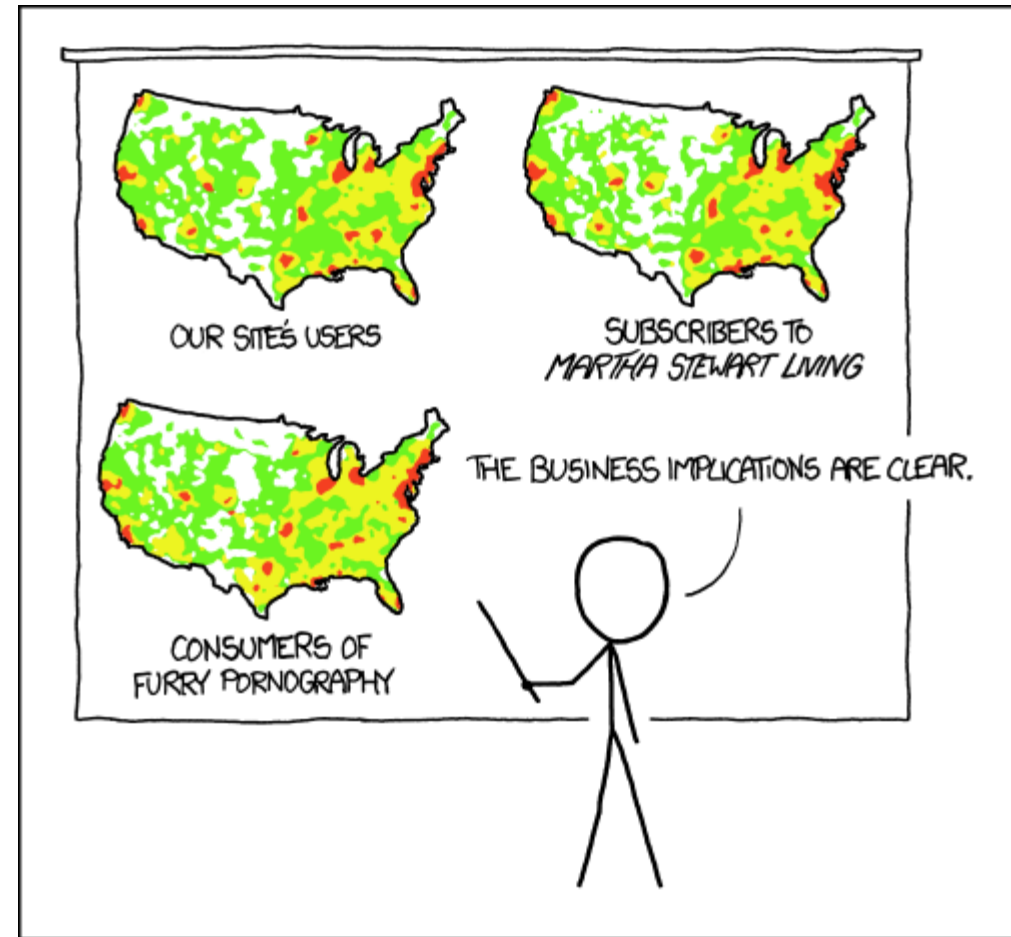 OUR SITE'S USERS
SUBSCRIBERS TO
MARTHA STEWART LIVING
CONSUMERS OF
FURRY PORNOGRAPHY
THE BUSINESS IMPLICATIONS ARE CLEAR.